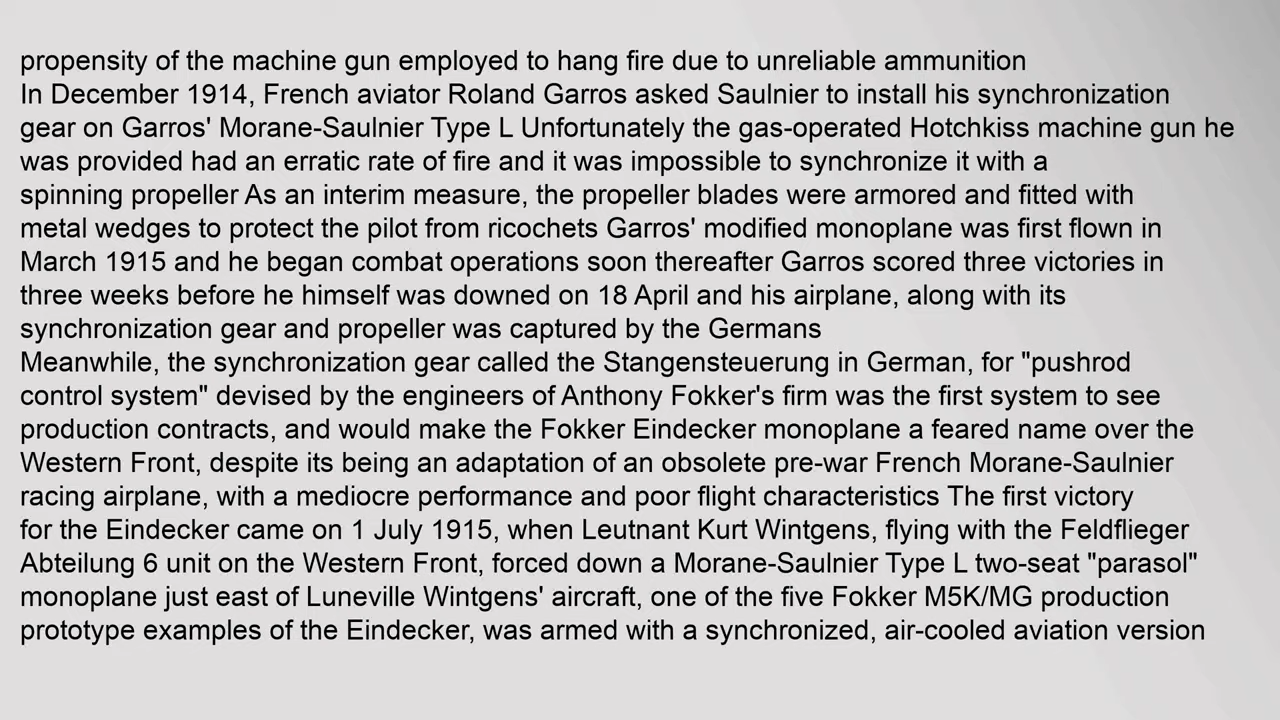 propensity of the machine gun employed to hang fire due to unreliable ammunition
In December 1914, French aviator Roland Garros asked Saulnier to install his synchronization
gear on Garros' Morane-Saulnier Type L Unfortunately the gas-operated Hotchkiss machine gun he
was provided had an erratic rate of fire and it was impossible to synchronize it with a
spinning propeller As an interim measure, the propeller blades were armored and fitted with
metal wedges to protect the pilot from ricochets Garros' modified monoplane was first flown in
March 1915 and he began combat operations soon thereafter Garros scored three victories in
three weeks before he himself was downed on 18 April and his airplane, along with its
synchronization gear and propeller was captured by the Germans
Meanwhile, the synchronization gear called the Stangensteuerung in German, for "pushrod
control system" devised by the engineers of Anthony Fokker's firm was the first system to see
production contracts, and would make the Fokker Eindecker monoplane a feared name over the
Western Front, despite its being an adaptation of an obsolete pre-war French Morane-Saulnier
racing airplane, with a mediocre performance and poor flight characteristics The first victory
for the Eindecker came on 1 July 1915, when Leutnant Kurt Wintgens, flying with the Feldflieger
Abteilung 6 unit on the Western Front, forced down a Morane-Saulnier Type L two-seat "parasol"
monoplane just east of Luneville Wintgens' aircraft, one of the five Fokker M5K/MG production
prototype examples of the Eindecker, was armed with a synchronized, air-cooled aviation version